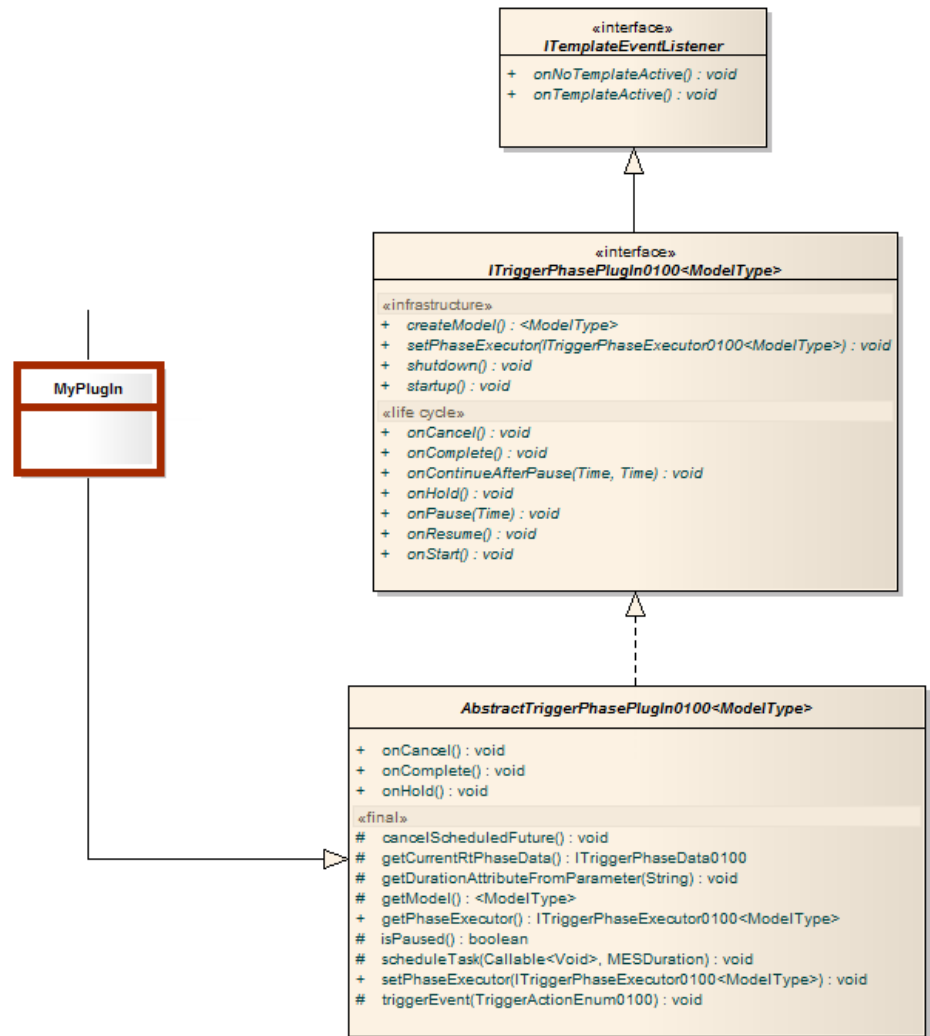 «interface»
ITemplateEventListener
+ onNoTemplateActive() : void
+ onTemplateActive() : void
«interface»
ITriggerPhasePlugIn0100<ModelType>
«infrastructure»
+ createModel() : <ModelType>
+ setPhaseExecutor(ITriggerPhaseExecutor0100<ModelType>) : void
+ shutdown() : void
+ startup() : void
«life cycle»
+ onCancel() : void
+ onComplete() : void
+ onContinueAfterPause(Time, Time) : void
+ onHold() : void
+ onPause(Time) : void
+ onResume() : void
+ onStart() : void
MyPlugIn
AbstractTriggerPhasePlugIn0100<ModelType>
+ onCancel() : void
+ onComplete() : void
+ onHold() : void
«final»
# cancelScheduledFuture() : void
# getCurrentRtPhaseData() : ITriggerPhaseData0100
# getDurationAttributeFromParameter(String) : void
# getModel() : <ModelType>
+ getPhaseExecutor() : ITriggerPhaseExecutor0100<ModelType>
# isPaused() : boolean
# scheduleTask(Callable<Void>, MESDuration) : void
+ setPhaseExecutor(ITriggerPhaseExecutor0100<ModelType>) : void
# triggerEvent(TriggerActionEnum0100) : void